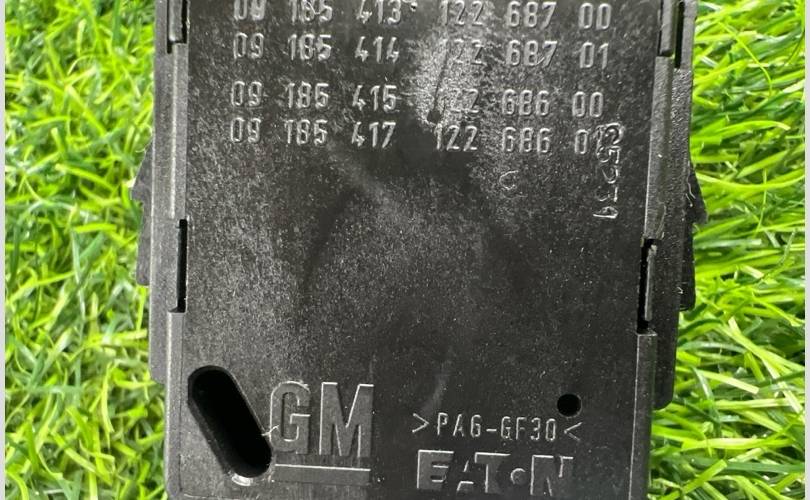 09 185 413 122 687 00
09 185 414 122 687 01
09 185 415 122 686 00
09 185 417 122 686
GM
>PA6-GF30<
EATON